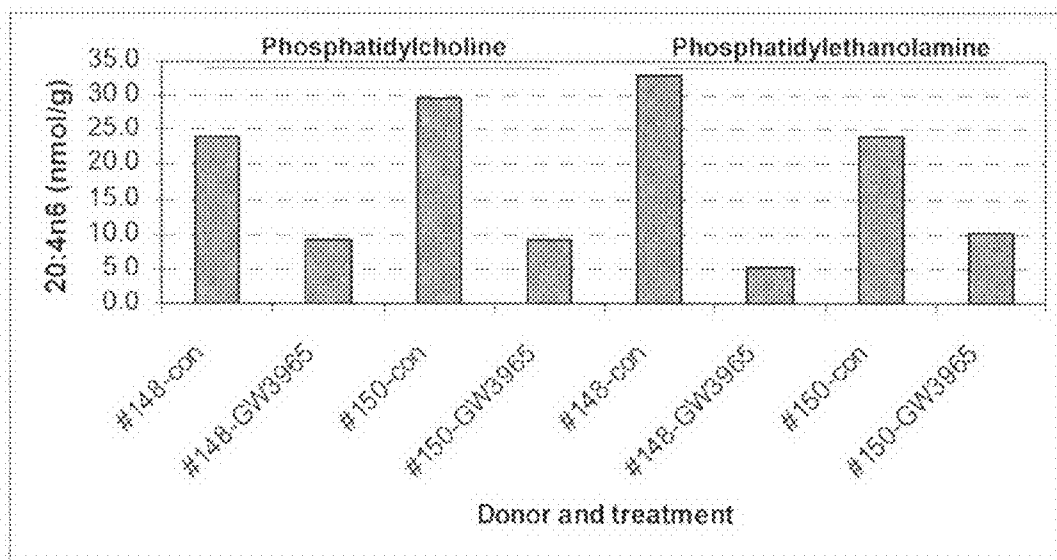 Phosphatidylcholine Phosphatidylethanolamine
20:4n6 (nmol/g)
35.0
30.0
25.0
20.0
15.0
10.0
5.0
0.0
#148-con
#148-GW3965
#150-con
#150-GW3965
#148-con
#148-GW3965
#150-con
#150-GW3965
Donor and treatment